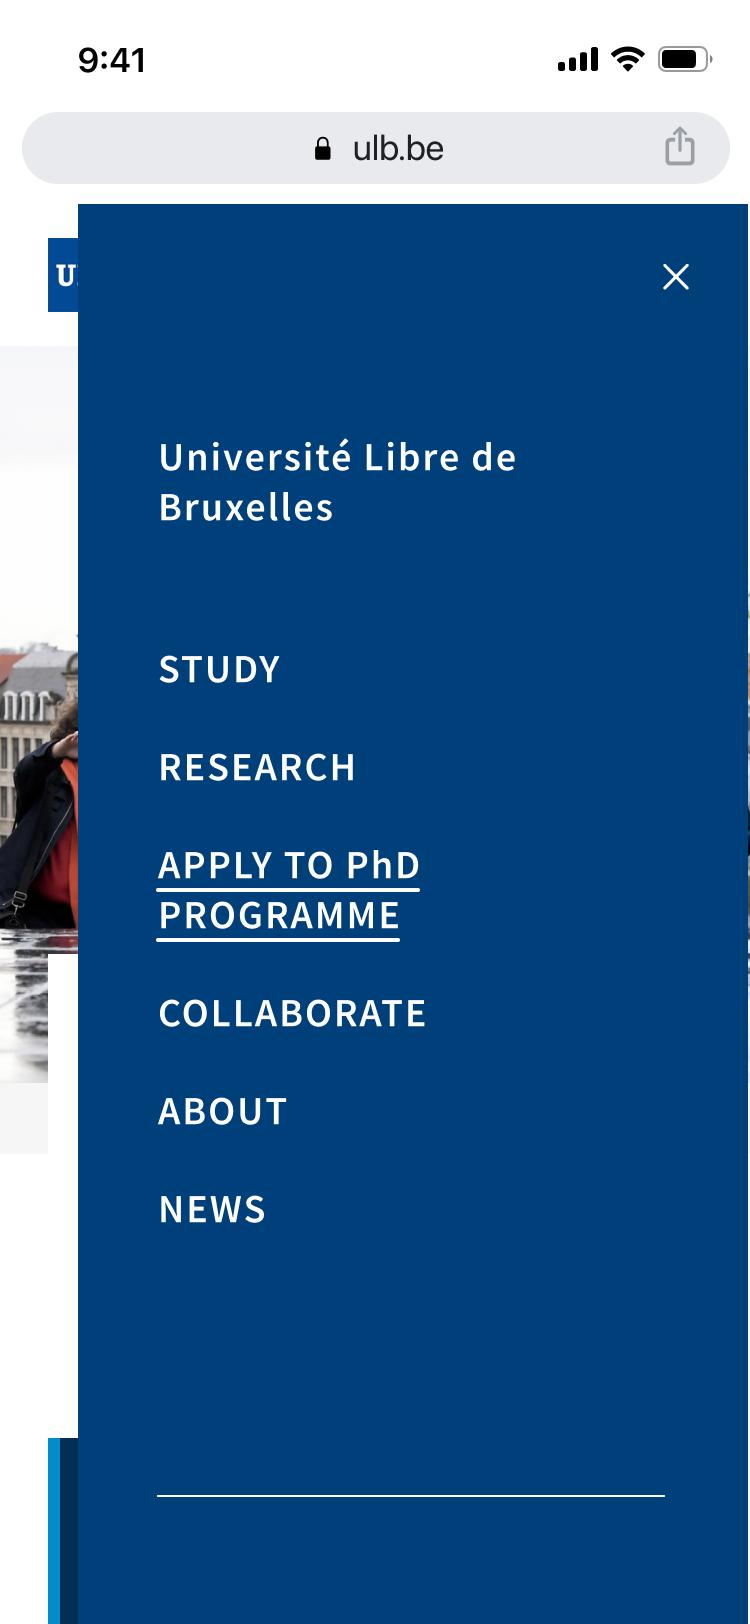 9:41
ulb.be
Université Libre de
Bruxelles
STUDY
RESEARCH
APPLY TO PhD
PROGRAMME
COLLABORATE
ABOUT
NEWS